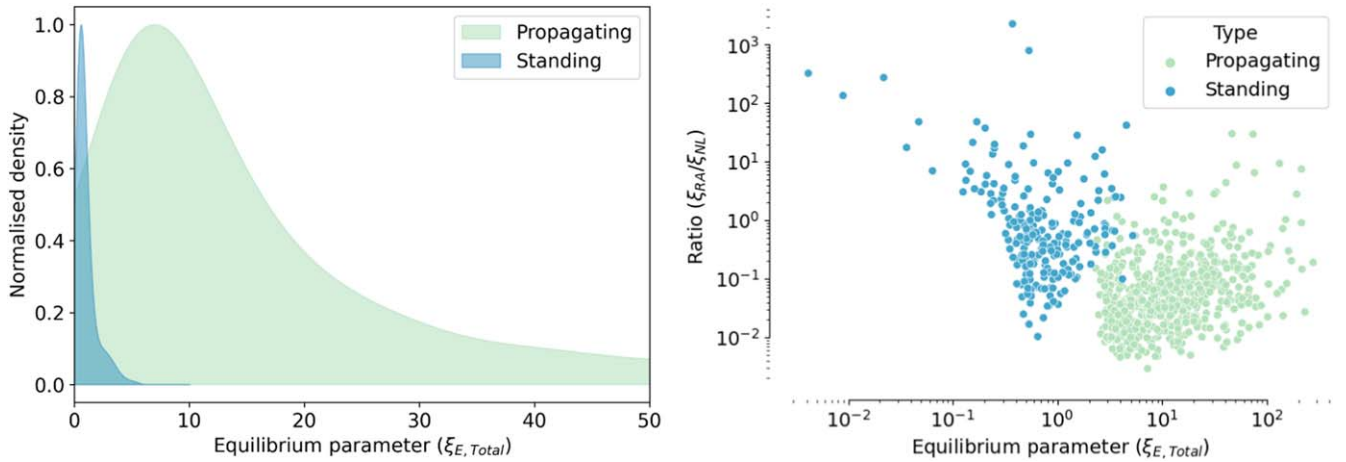 1.0
0.8
0.6
0.4
0.2
0.0
Normalised density
0
10
20
30
40
50
Equilibrium parameter (ξE, Total)
Propagating
Standing
10³
10²
10¹
10⁰
10⁻¹
10⁻²
Ratio (ξRA/ξNL)
10⁻²
10⁻¹
10⁰
10¹
10²
Equilibrium parameter (ξE, Total)
Type
Propagating
Standing